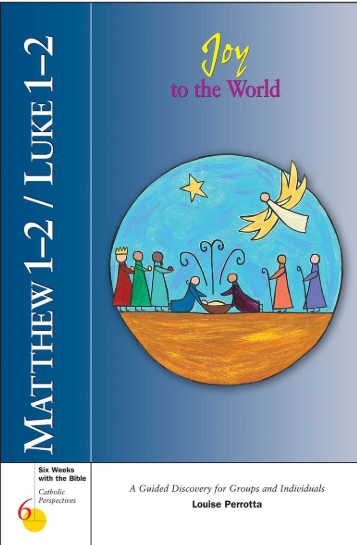 MATTHEW 1–2 / LUKE 1–2
Joy
to the World
6
Six Weeks
with the Bible
Catholic
Perspectives
A Guided Discovery for Groups and Individuals
Louise Perrotta